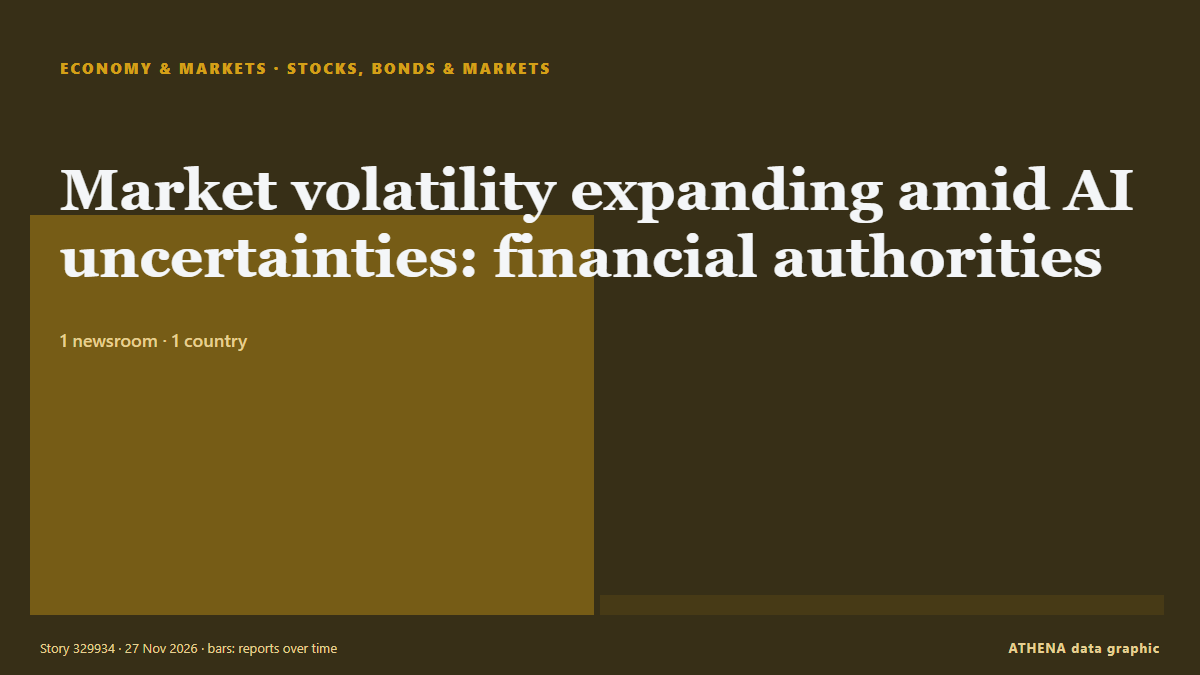 ECONOMY & MARKETS · STOCKS, BONDS & MARKETS
Market volatility expanding amid AI
uncertainties: financial authorities
1 newsroom · 1 country
Story 329934 · 27 Nov 2026 · bars: reports over time
ATHENA data graphic